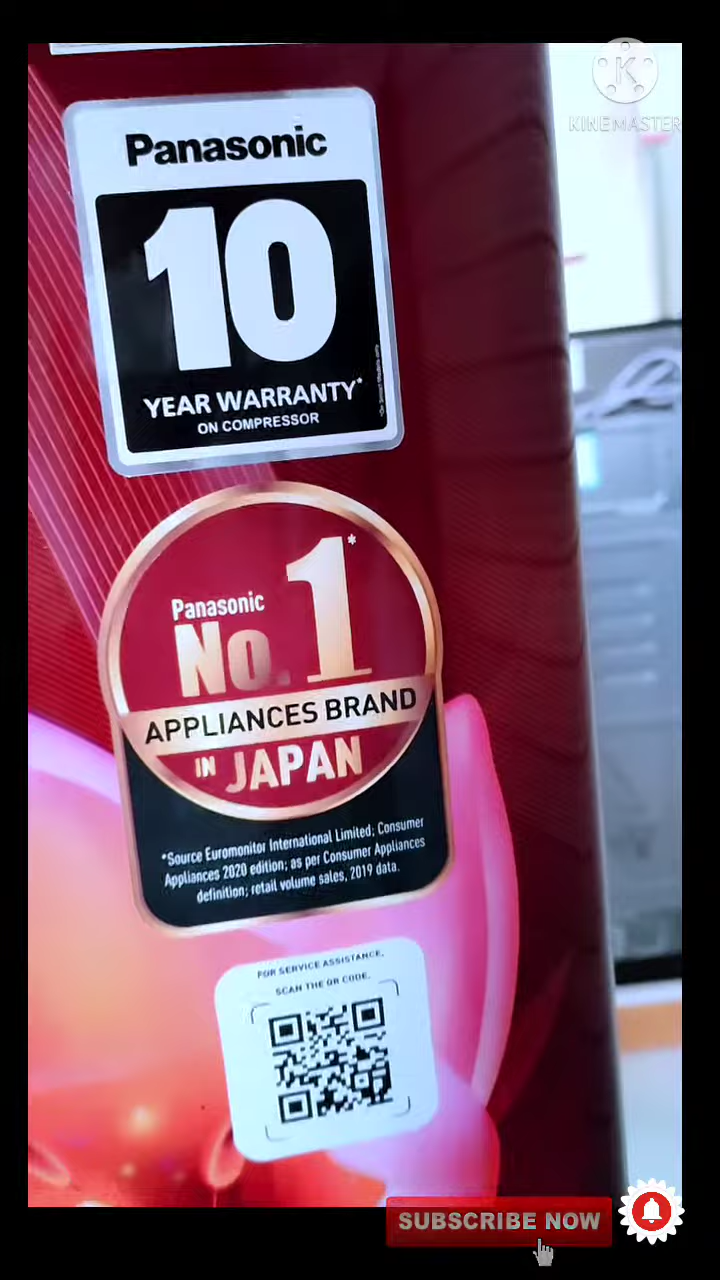 KINEMASTER
Panasonic
10
YEAR WARRANTY*
ON COMPRESSOR
Panasonic
No.1*
APPLIANCES BRAND
IN JAPAN
*Source Euromonitor International Limited; Consumer
Appliances 2020 edition; as per Consumer Appliances
definition; retail volume sales, 2019 data.
FOR SERVICE ASSISTANCE,
SCAN THE QR CODE.
SUBSCRIBE NOW